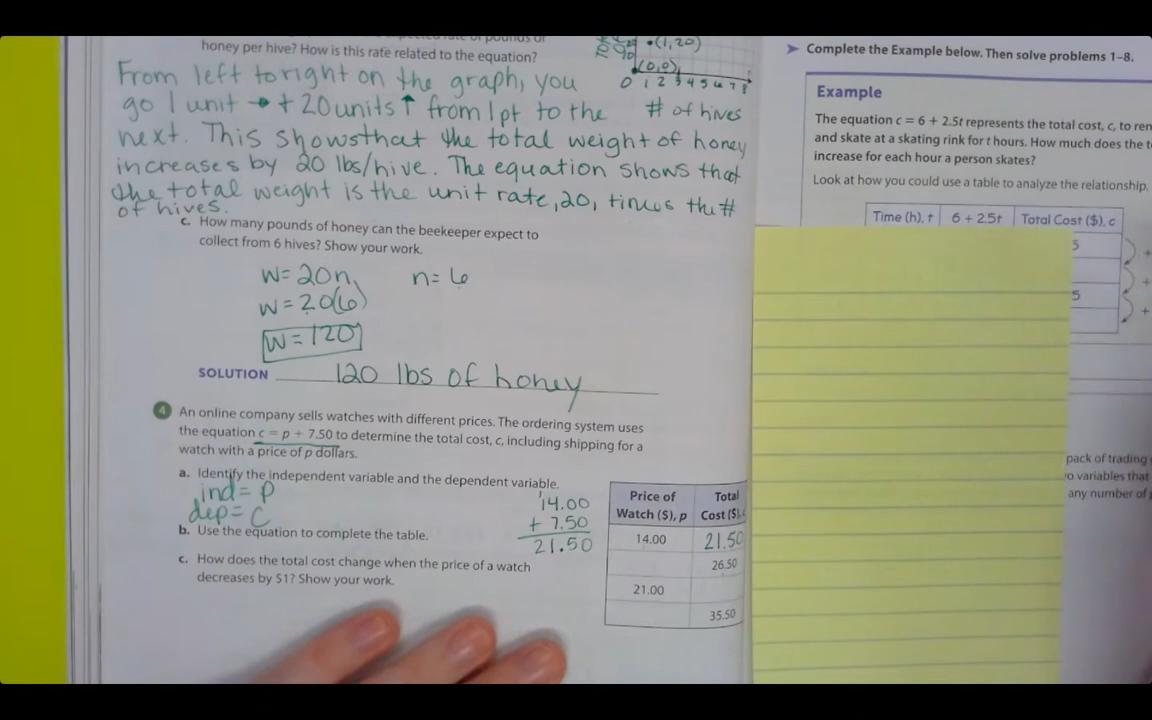 honey per hive? How is this rate related to the equation?
From left to right on the graph, you
go 1 unit → + 20 units ↑ from 1 pt to the
next. This shows that the total weight of honey
increases by 20 lbs/hive. The equation shows that
the total weight is the unit rate, 20, times the #
of hives.
(1,20)
(0,0)
0 1 2 3 4 5 6 7 8
# of hives
c. How many pounds of honey can the beekeeper expect to
collect from 6 hives? Show your work.
w = 20n n = 6
w = 20(6)
w = 120
SOLUTION 120 lbs of honey
4 An online company sells watches with different prices. The ordering system uses
the equation c = p + 7.50 to determine the total cost, c, including shipping for a
watch with a price of p dollars.
a. Identify the independent variable and the dependent variable.
ind = P
dep = C
14.00
+ 7.50
21.50
b. Use the equation to complete the table.
c. How does the total cost change when the price of a watch
decreases by $1? Show your work.
Price of Total
Watch ($), p Cost ($),
14.00 21.50
26.50
21.00
35.50
➤ Complete the Example below. Then solve problems 1–8.
Example
The equation c = 6 + 2.5t represents the total cost, c, to ren
and skate at a skating rink for t hours. How much does the t
increase for each hour a person skates?
Look at how you could use a table to analyze the relationship.
Time (h), t 6 + 2.5t Total Cost ($), c
5
5
pack of trading
o variables that
any number of